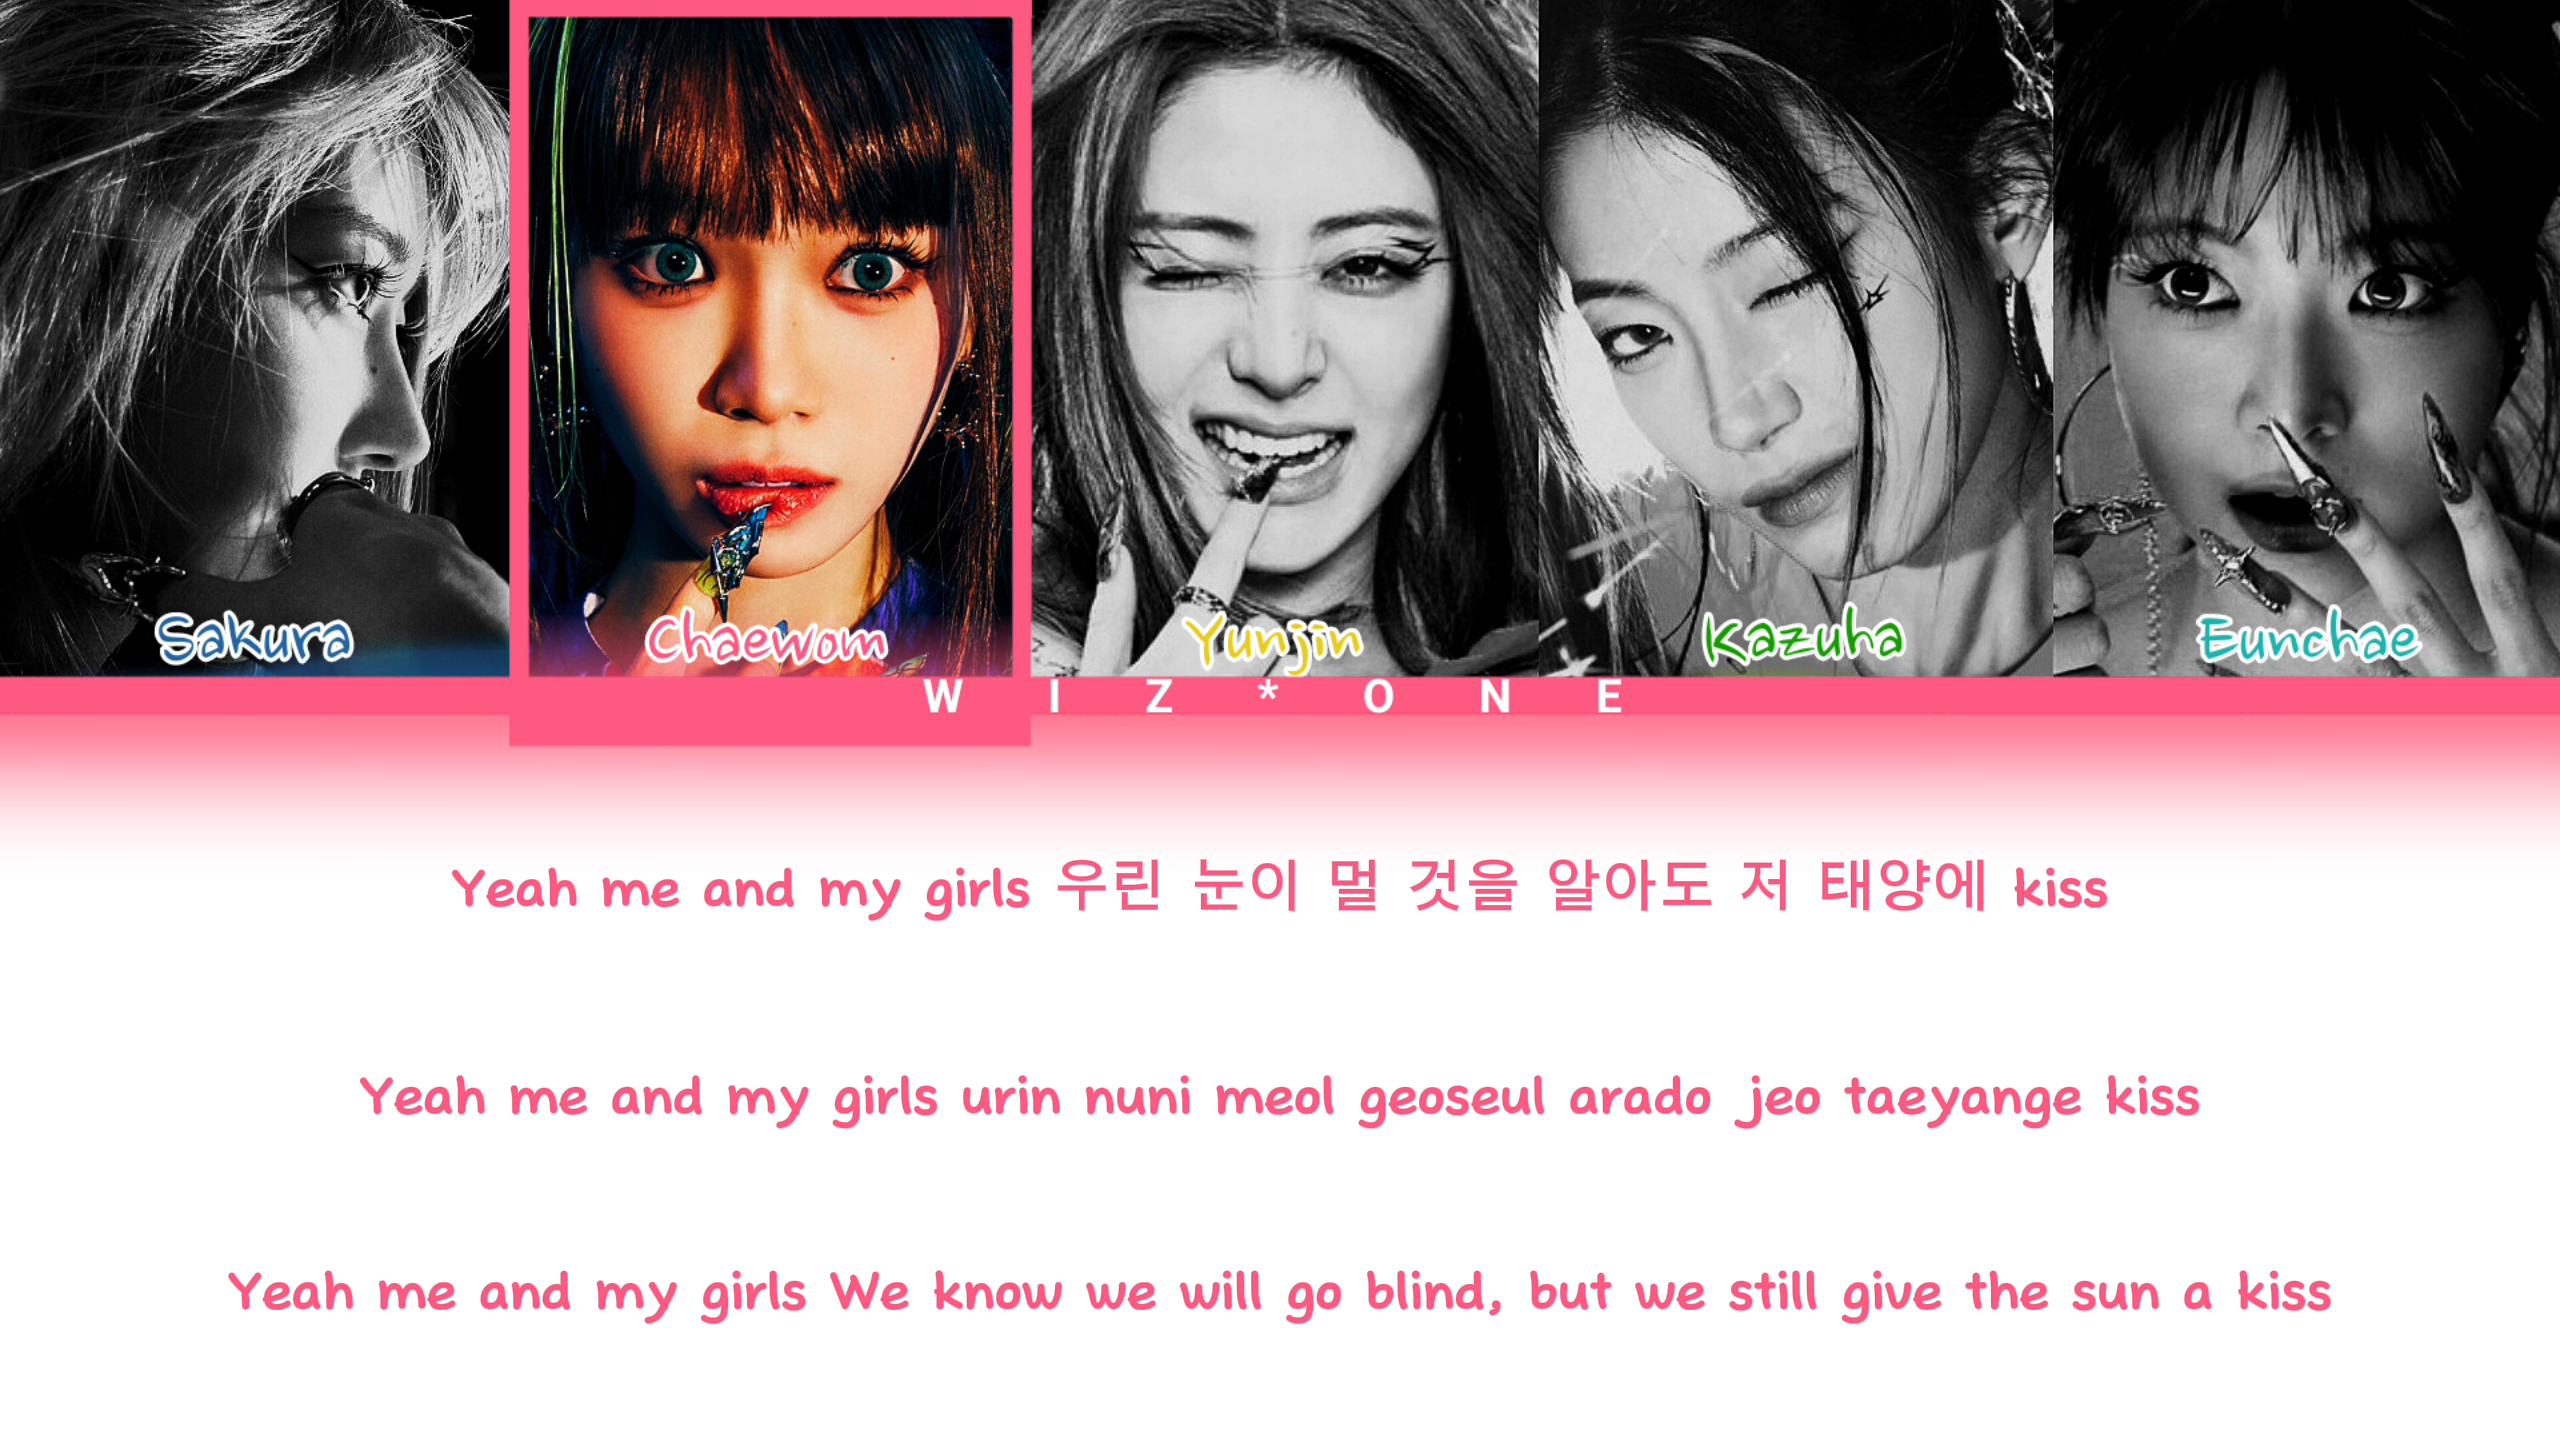 Sakura
Chaewom
Yunjin
Kazuha
Eunchae
WIZ*ONE
Yeah me and my girls 우린 눈이 멀 것을 알아도 저 태양에 kiss
Yeah me and my girls urin nuni meol geoseul arado jeo taeyange kiss
Yeah me and my girls We know we will go blind, but we still give the sun a kiss